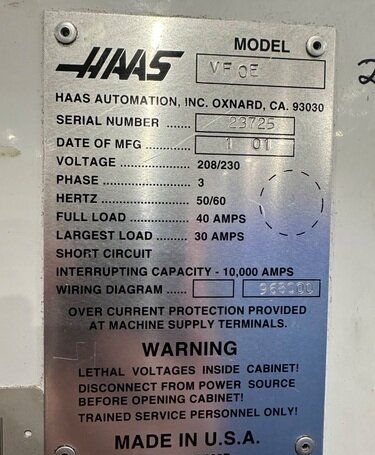 HAAS
MODEL
VF OE
HAAS AUTOMATION, INC. OXNARD, CA. 93030
SERIAL NUMBER ........ 23725
DATE OF MFG ........ 1 01
VOLTAGE ........ 208/230
PHASE ........ 3
HERTZ ........ 50/60
FULL LOAD ........ 40 AMPS
LARGEST LOAD ........ 30 AMPS
SHORT CIRCUIT
INTERRUPTING CAPACITY - 10,000 AMPS
WIRING DIAGRAM ......
OVER CURRENT PROTECTION PROVIDED
AT MACHINE SUPPLY TERMINALS.
WARNING
LETHAL VOLTAGES INSIDE CABINET!
DISCONNECT FROM POWER SOURCE
BEFORE OPENING CABINET!
TRAINED SERVICE PERSONNEL ONLY!
MADE IN U.S.A.